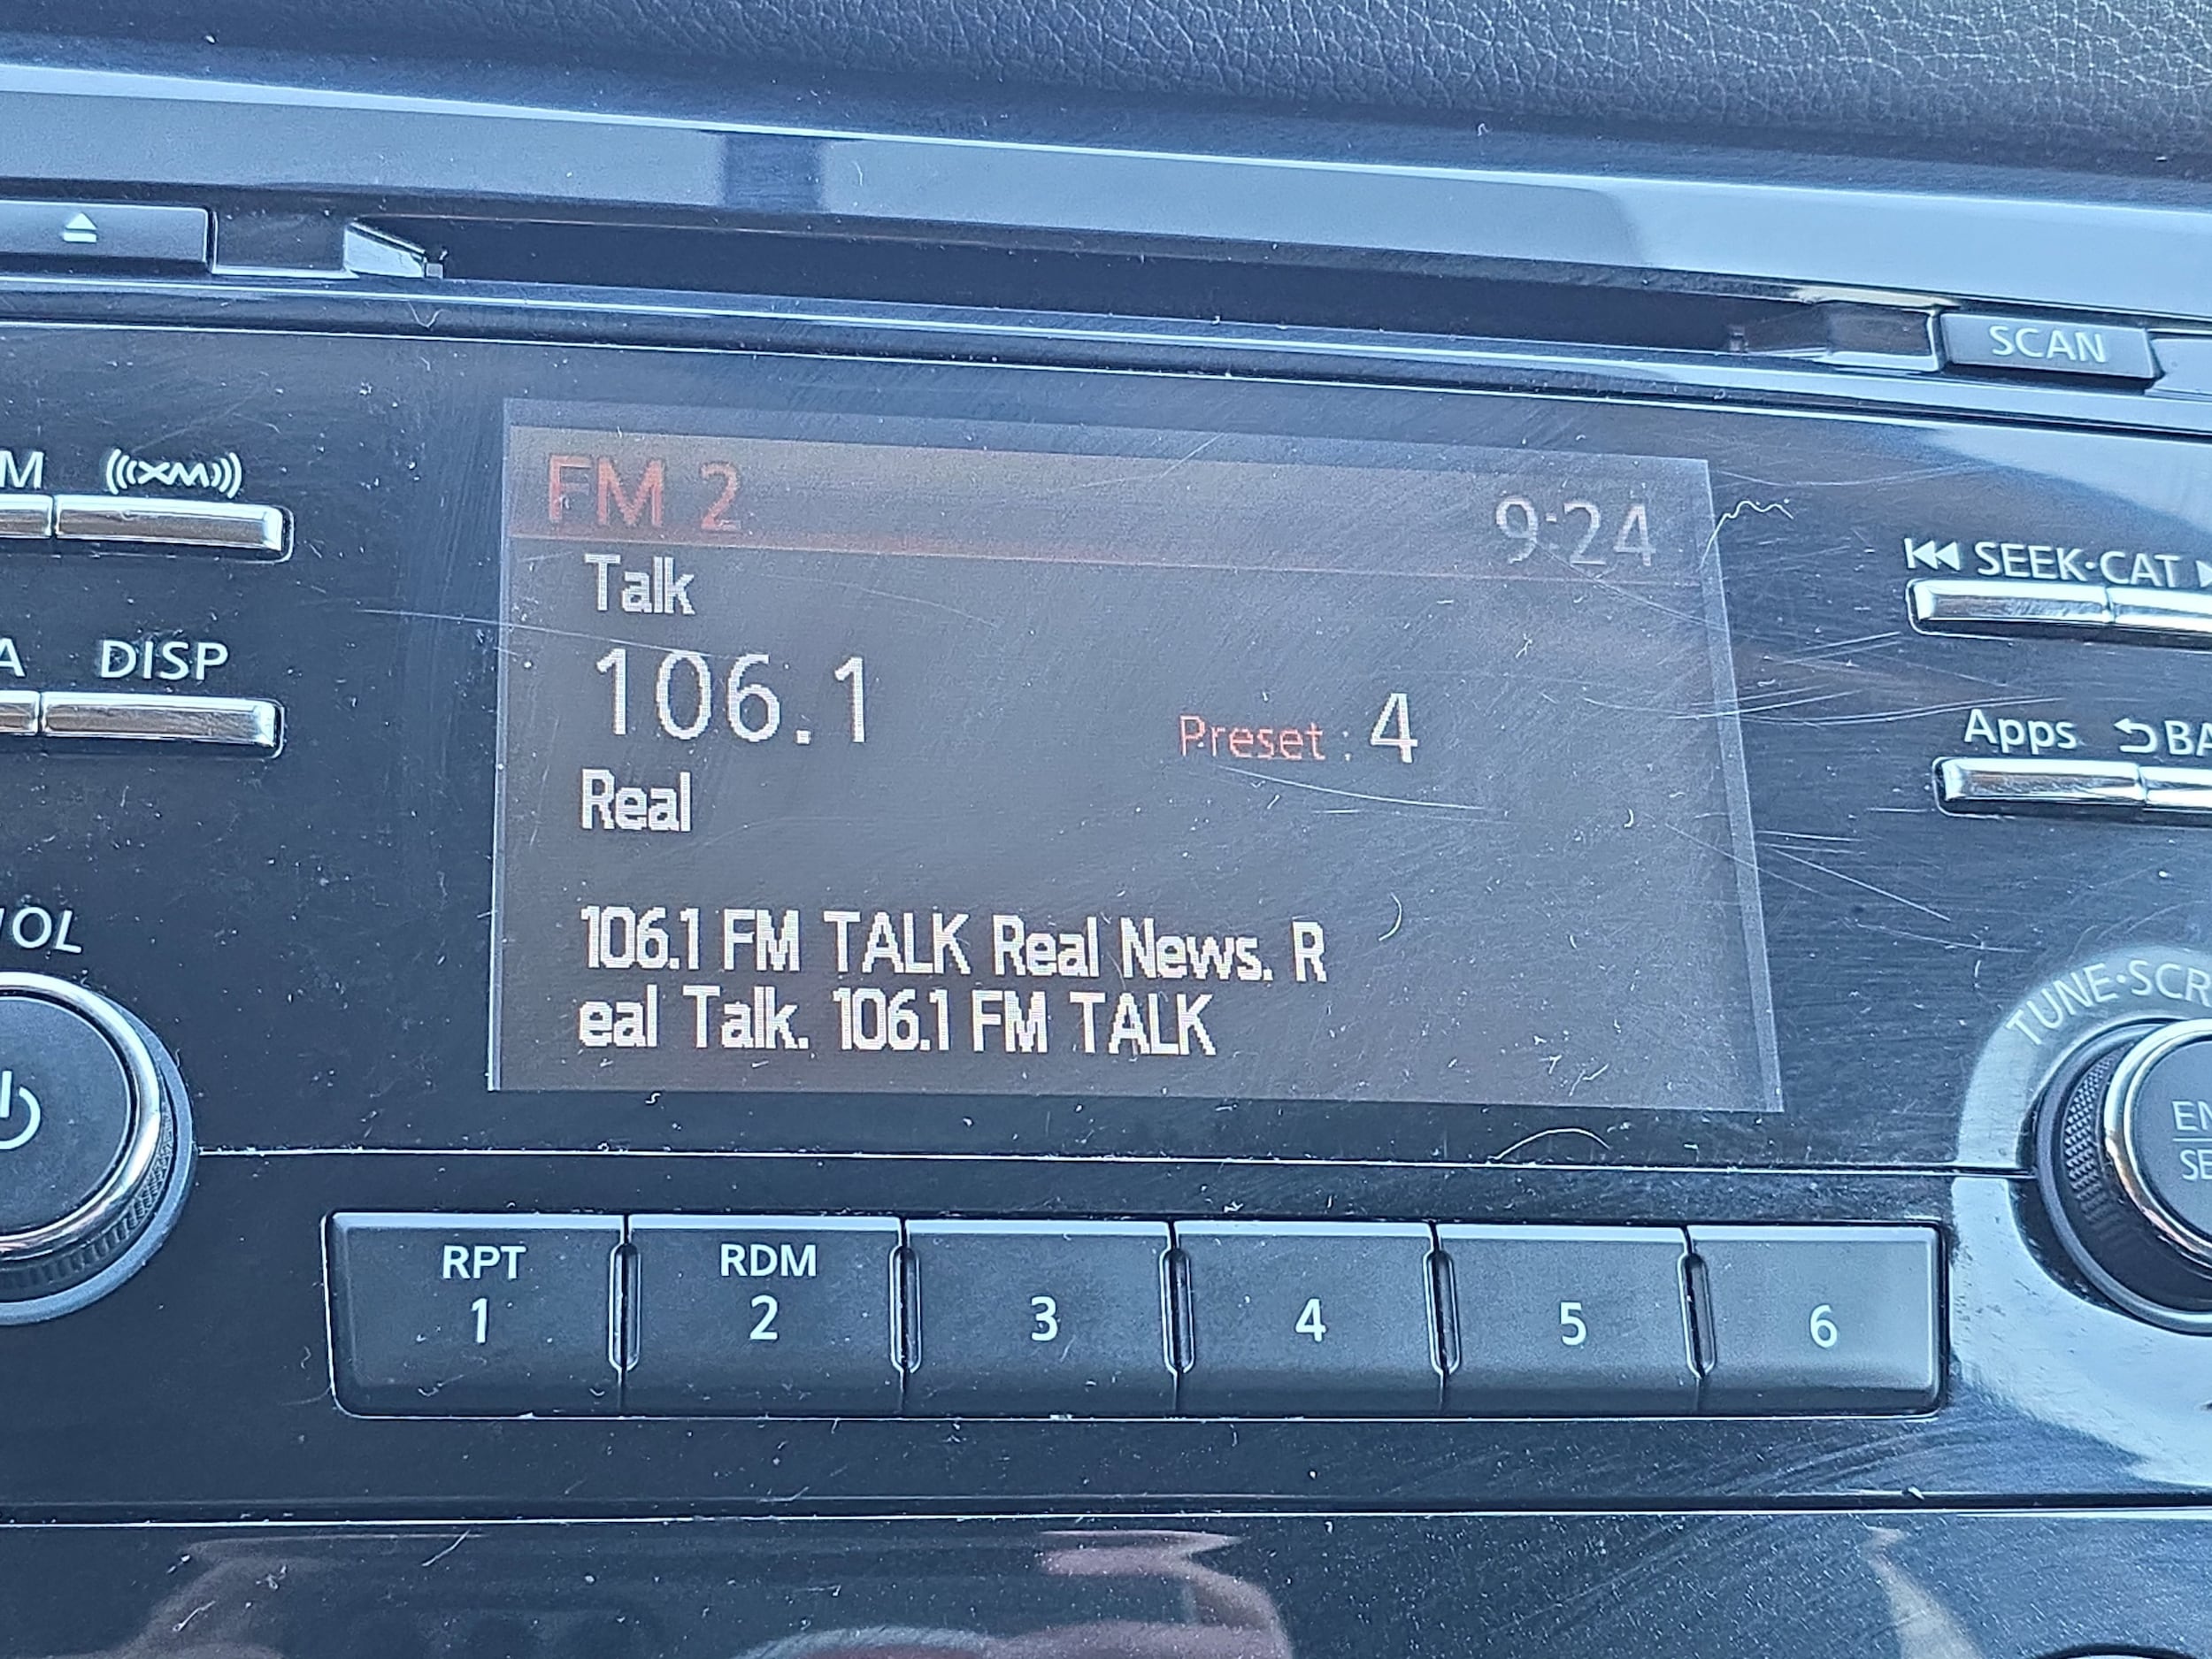 SCAN
M XM
FM 2 9:24
SEEK·CAT
Talk
DISP
106.1
Preset : 4
Apps
Real
106.1 FM TALK Real News. R
eal Talk. 106.1 FM TALK
TUNE·SCR
RPT RDM
1 2 3 4 5 6